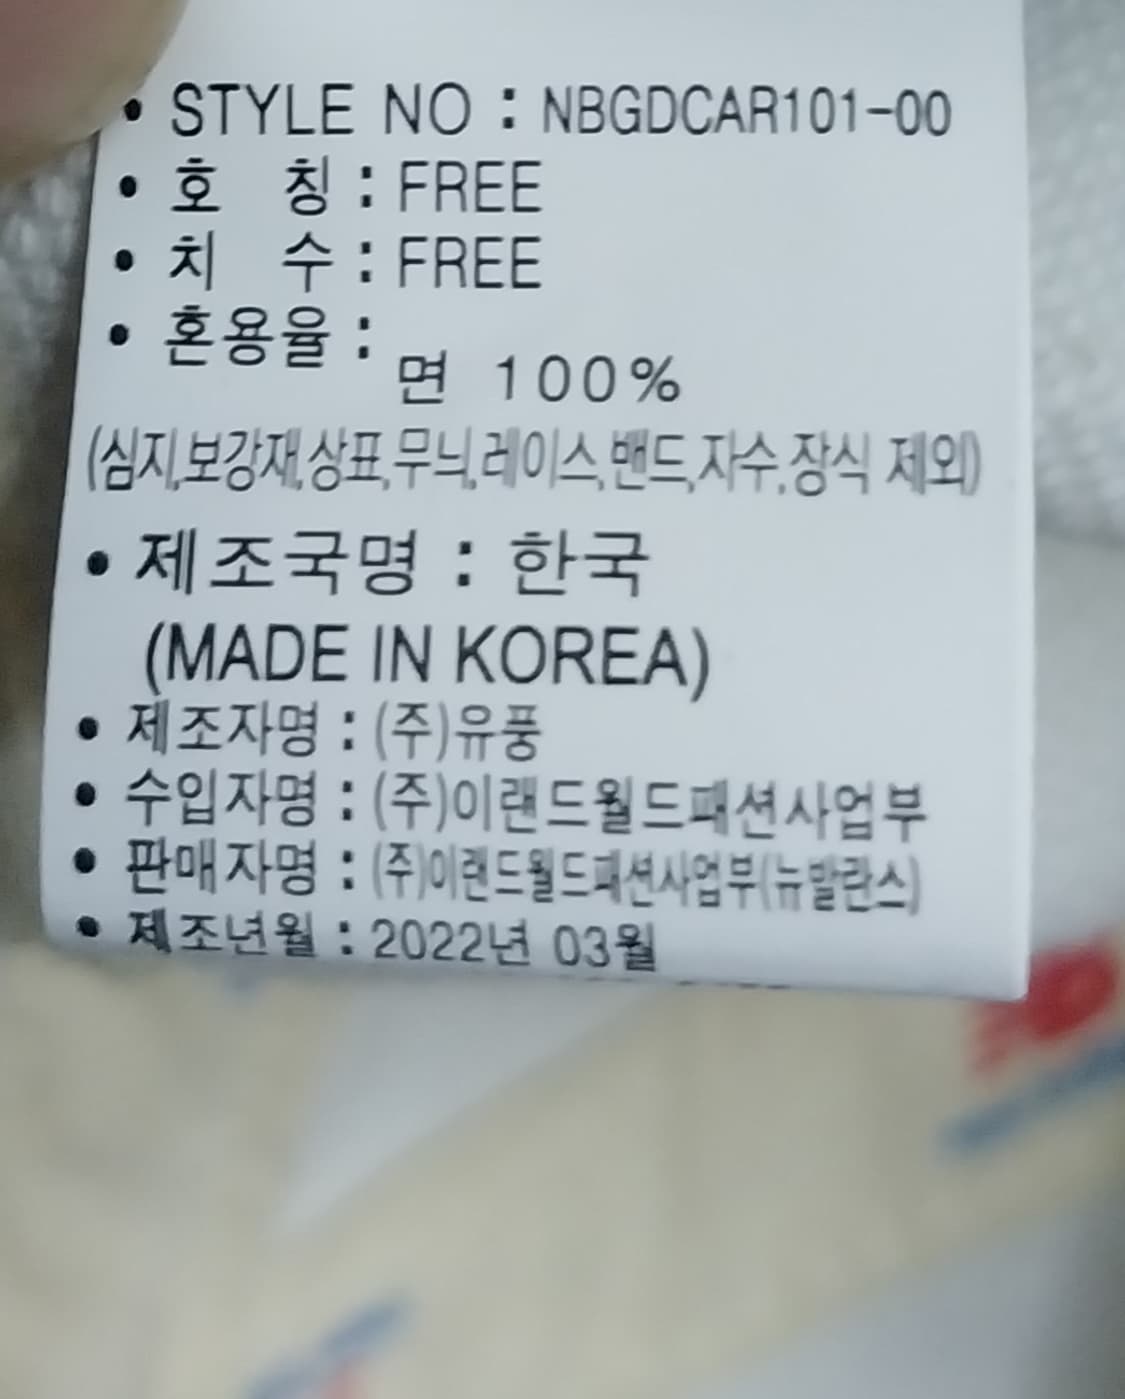 • STYLE NO : NBGDCAR101-00
• 호 칭 : FREE
• 치 수 : FREE
• 혼용율 :
면 100%
(심지,보강재,상표,무늬,레이스,밴드,자수,장식 제외)
• 제조국명 : 한국
(MADE IN KOREA)
• 제조자명 : (주)유풍
• 수입자명 : (주)이랜드월드패션사업부
• 판매자명 : (주)이랜드월드패션사업부(뉴발란스)
• 제조년월 : 2022년 03월